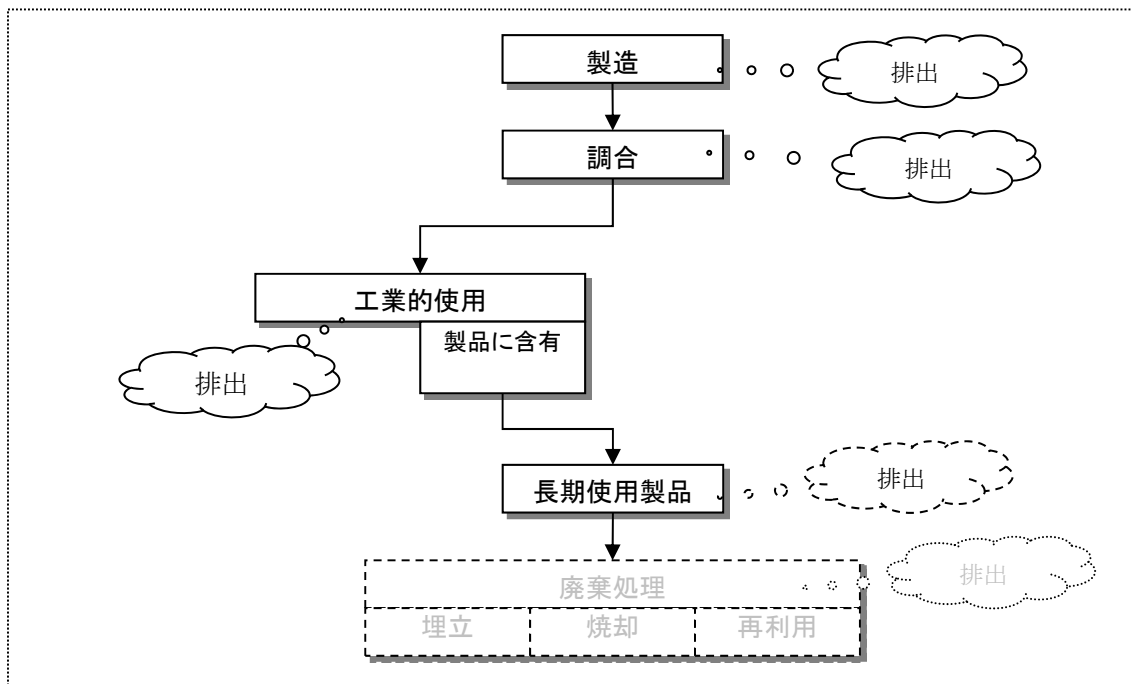 製造
排出
調合
排出
工業的使用
製品に含有
排出
長期使用製品
排出
廃棄処理
排出
埋立
焼却
再利用